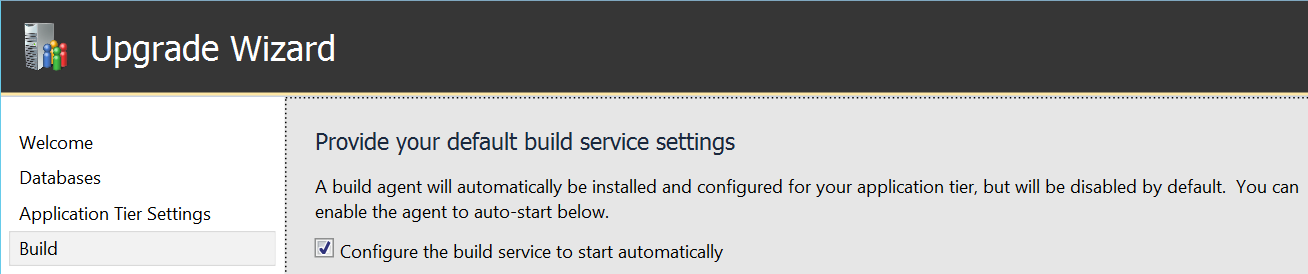 Upgrade Wizard
Welcome
Databases
Application Tier Settings
Build
Provide your default build service settings
A build agent will automatically be installed and configured for your application tier, but will be disabled by default.  You can
enable the agent to auto-start below.
Configure the build service to start automatically